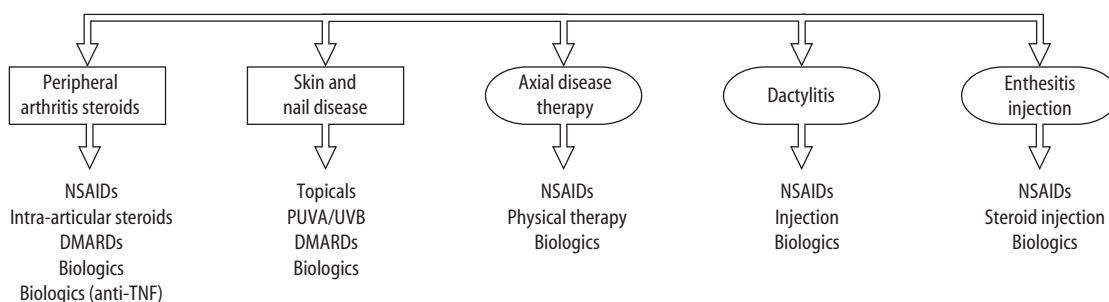 Peripheral
arthritis steroids
Skin and
nail disease
Axial disease
therapy
Dactylitis
Enthesitis
injection
NSAIDs
Intra-articular steroids
DMARDs
Biologics
Biologics (anti-TNF)
Topicals
PUVA/UVB
DMARDs
Biologics
NSAIDs
Physical therapy
Biologics
NSAIDs
Injection
Biologics
NSAIDs
Steroid injection
Biologics